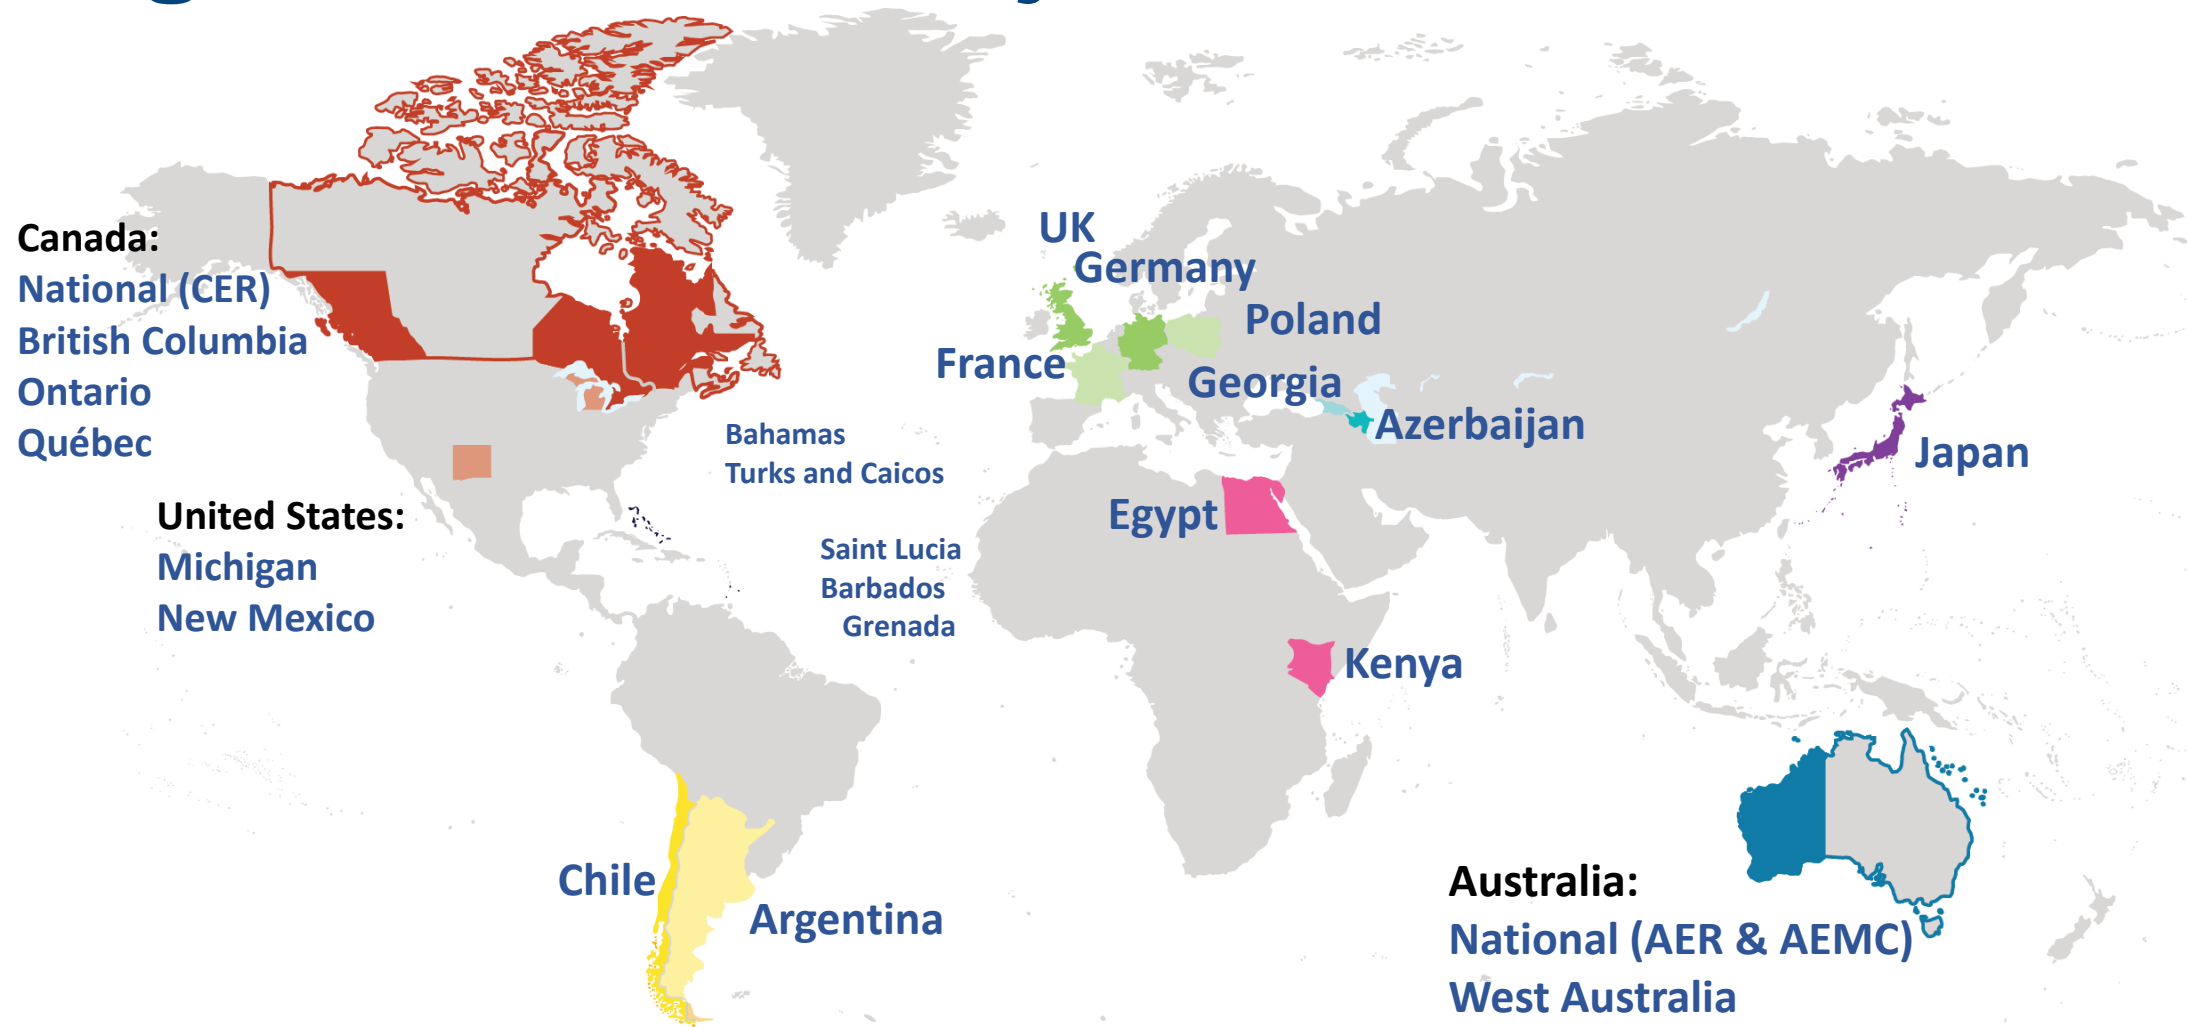 Canada:
National (CER)
British Columbia
Ontario
Québec
United States:
Michigan
New Mexico
Bahamas
Turks and Caicos
Saint Lucia
Barbados
Grenada
Chile
Argentina
UK
Germany
Poland
France
Georgia
Azerbaijan
Egypt
Kenya
Japan
Australia:
National (AER & AEMC)
West Australia